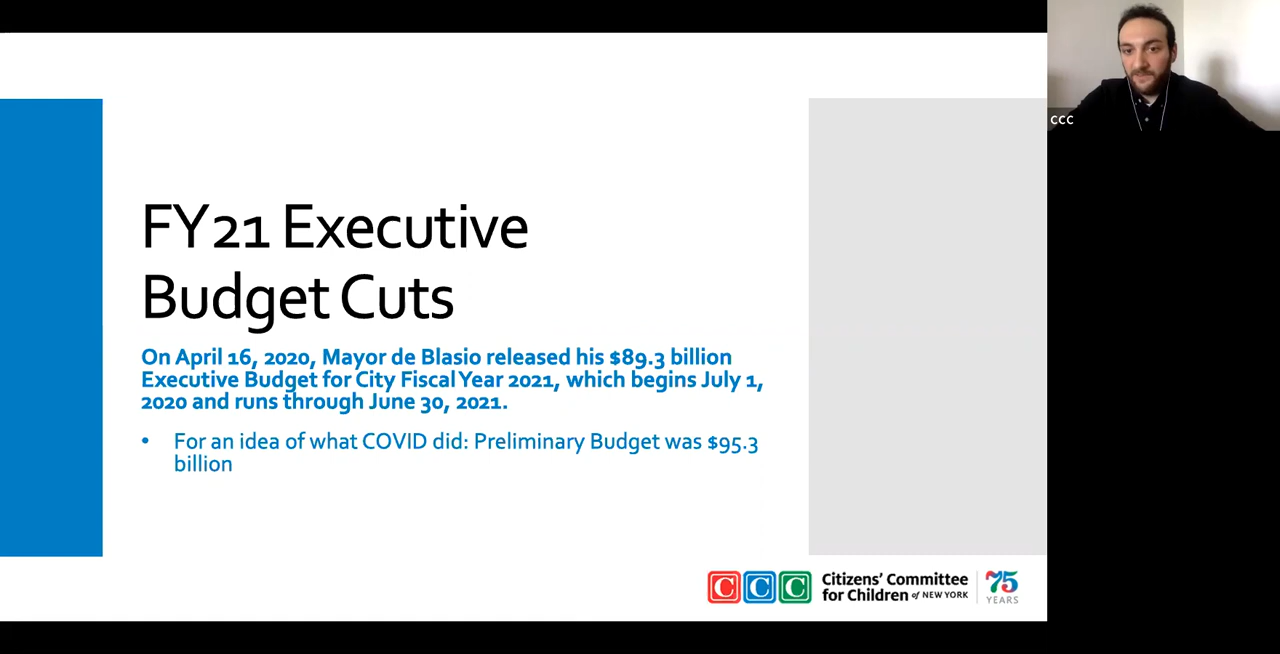 FY21 Executive
Budget Cuts
On April 16, 2020, Mayor de Blasio released his $89.3 billion
Executive Budget for City Fiscal Year 2021, which begins July 1,
2020 and runs through June 30, 2021.
• For an idea of what COVID did: Preliminary Budget was $95.3
billion
CCC
C C C
Citizens' Committee
for Children of NEW YORK
75
YEARS